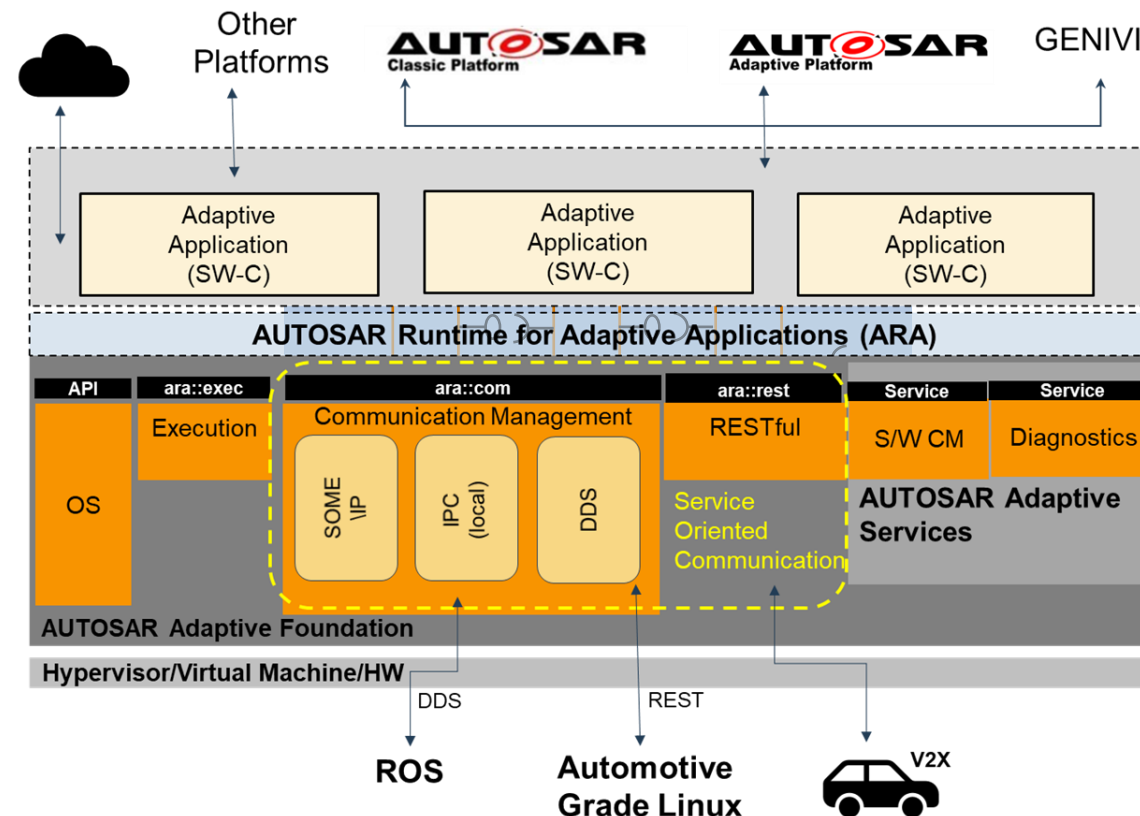 Other
Platforms
AUTOSAR
Classic Platform
AUTOSAR
Adaptive Platform
GENIVI
Adaptive
Application
(SW-C)
Adaptive
Application
(SW-C)
Adaptive
Application
(SW-C)
AUTOSAR Runtime for Adaptive Applications (ARA)
API
ara::exec
ara::com
ara::rest
Service
Service
OS
Execution
Communication Management
SOME
\IP
IPC
(local)
DDS
RESTful
S/W CM
Diagnostics
Service
Oriented
Communication
AUTOSAR Adaptive
Services
AUTOSAR Adaptive Foundation
Hypervisor/Virtual Machine/HW
DDS
REST
ROS
Automotive
Grade Linux
V2X